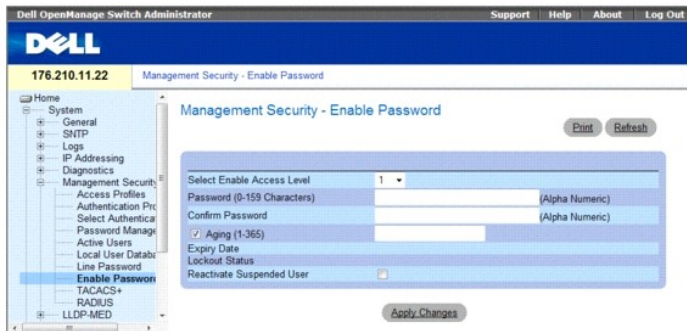 Dell OpenManage Switch Administrator
Support Help About Log Out
DELL
176.210.11.22
Management Security - Enable Password
Home
System
General
SNTP
Logs
IP Addressing
Diagnostics
Management Security
Access Profiles
Authentication Pro
Select Authentica
Password Manage
Active Users
Local User Databa
Line Password
Enable Password
TACACS+
RADIUS
LLDP-MED
Management Security - Enable Password
Print Refresh
Select Enable Access Level 1
Password (0-159 Characters) (Alpha Numeric)
Confirm Password (Alpha Numeric)
Aging (1-365)
Expiry Date
Lockout Status
Reactivate Suspended User
Apply Changes